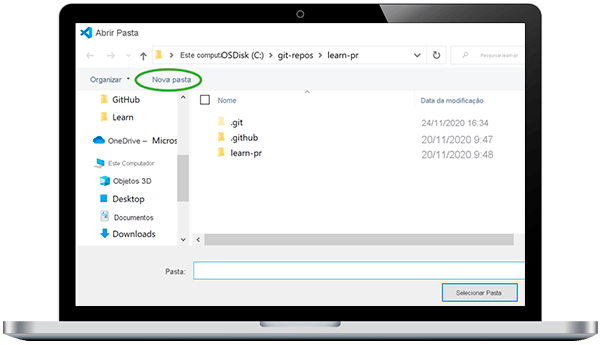 Abrir Pasta
Este comput OSDisk (C:) git-repos learn-pr
Organizar Nova pasta
GitHub
Learn
OneDrive – Micros
Este Computador
Objetos 3D
Desktop
Documentos
Downloads
Nome Data da modificação
.git 24/11/2020 16:34
.github 20/11/2020 9:47
learn-pr 20/11/2020 9:48
Pasta:
Selecionar Pasta